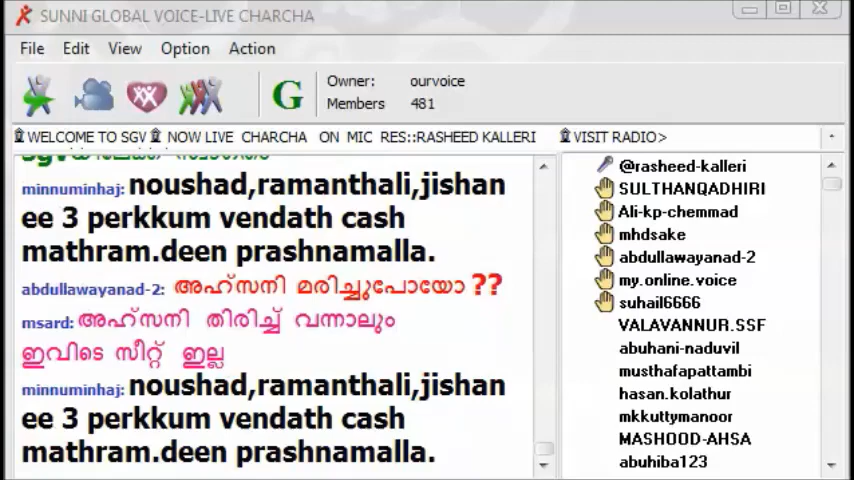 SUNNI GLOBAL VOICE-LIVE CHARCHA
File Edit View Option Action
G
Owner: ourvoice
Members 481
WELCOME TO SGV NOW LIVE CHARCHA ON MIC RES::RASHEED KALLERI
VISIT RADIO>
minnuminhaj: noushad,ramanthali,jishan
ee 3 perkkum vendath cash
mathram.deen prashnamalla.
abdullawayanad-2: അഹ്സനി മരിച്ചുപോയോ ??
msard: അഹ്സനി തിരിച്ച് വന്നാലും
ഇവിടെ സീറ്റ് ഇല്ല
minnuminhaj: noushad,ramanthali,jishan
ee 3 perkkum vendath cash
mathram.deen prashnamalla.
@rasheed-kalleri
SULTHANQADHIRI
Ali-kp-chemmad
mhdsake
abdullawayanad-2
my.online.voice
suhail6666
VALAVANNUR.SSF
abuhani-naduvil
musthafapattambi
hasan.kolathur
mkkuttymanoor
MASHOOD-AHSA
abuhiba123